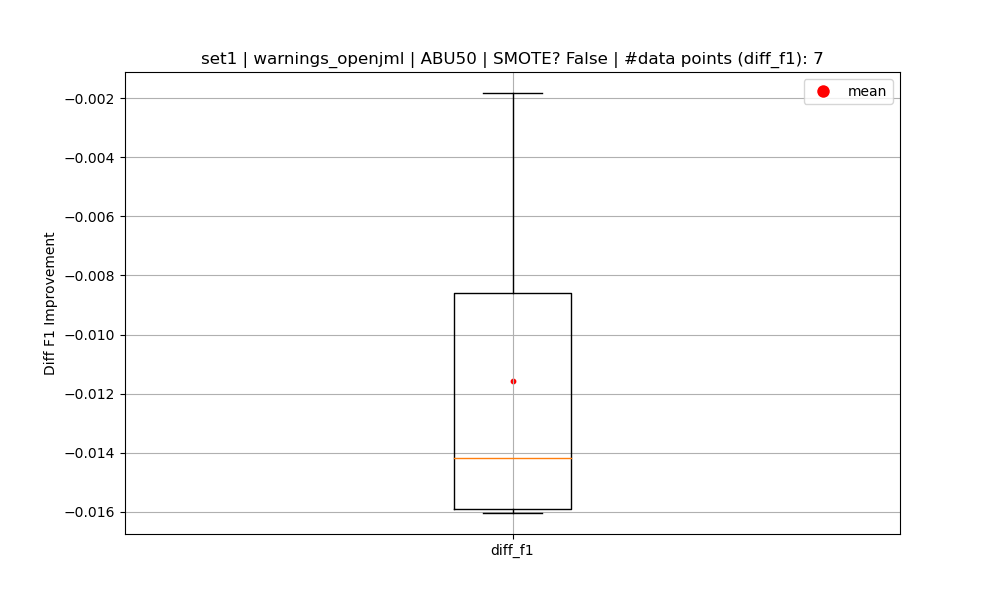 set1 | warnings_openjml | ABU50 | SMOTE? False | #data points (diff_f1): 7
mean
−0.002
−0.004
−0.006
−0.008
−0.010
−0.012
−0.014
−0.016
Diff F1 Improvement
diff_f1